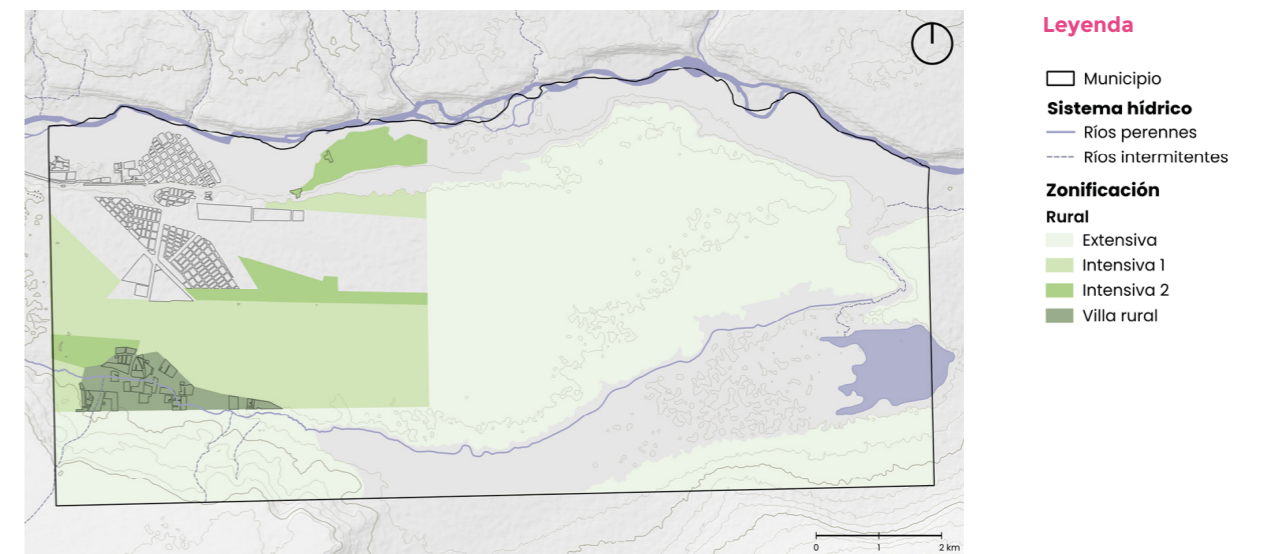 Leyenda
Municipio
Sistema hídrico
Ríos perennes
Ríos intermitentes
Zonificación
Rural
Extensiva
Intensiva 1
Intensiva 2
Villa rural
0 1 2 km